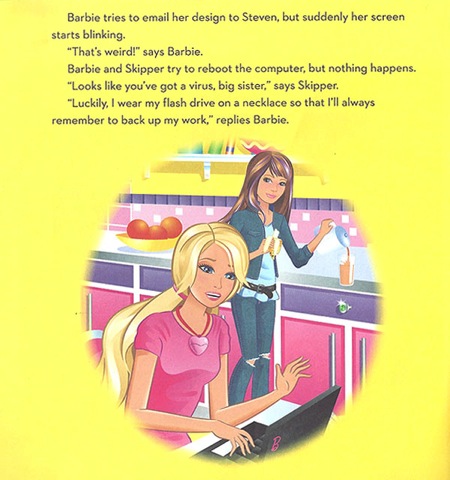 Barbie tries to email her design to Steven, but suddenly her screen
starts blinking.
“That’s weird!” says Barbie.
Barbie and Skipper try to reboot the computer, but nothing happens.
“Looks like you’ve got a virus, big sister,” says Skipper.
“Luckily, I wear my flash drive on a necklace so that I’ll always
remember to back up my work,” replies Barbie.
B